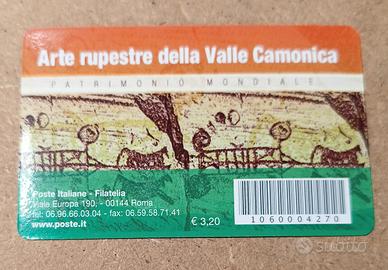 Arte rupestre della Valle Camonica
PATRIMONIO MONDIALE
Poste Italiane - Filatelia
Viale Europa 190, - 00144 Roma
tel: 06.96.66.03.04 - fax: 06.59.58.71.41
www.poste.it
€ 3,20
1060004270
subito